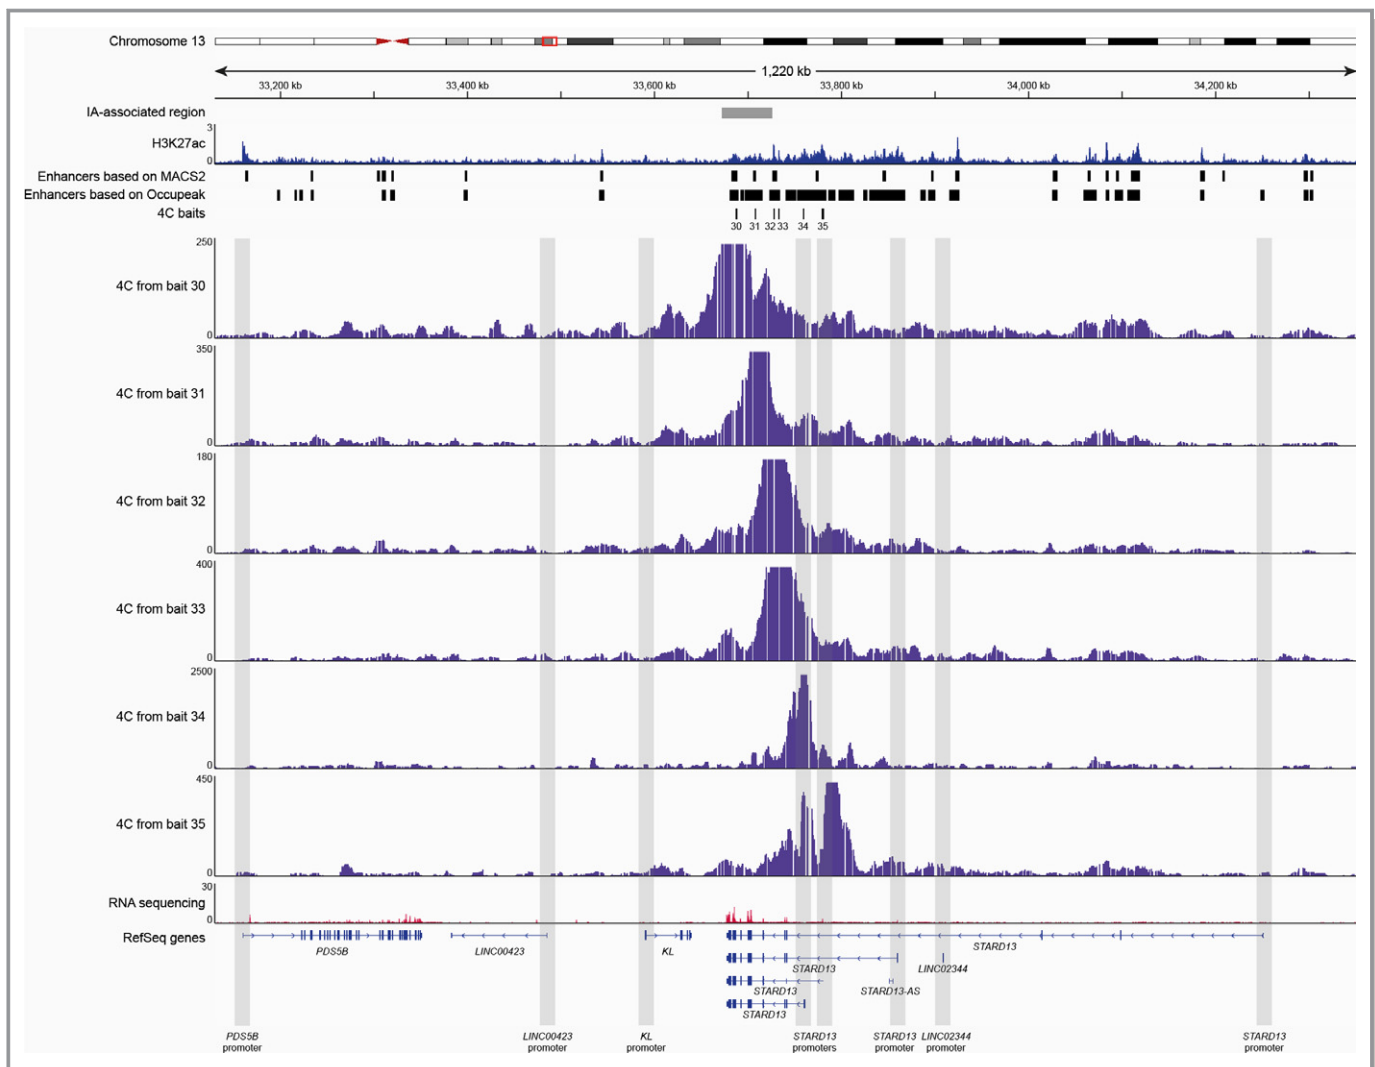 Chromosome 13
1,220 kb
33,200 kb 33,400 kb 33,600 kb 33,800 kb 34,000 kb 34,200 kb
IA-associated region
3
H3K27ac
0
Enhancers based on MACS2
Enhancers based on Occupeak
4C baits
30 31 32 33 34 35
250
4C from bait 30
0
350
4C from bait 31
0
180
4C from bait 32
0
400
4C from bait 33
0
2500
4C from bait 34
0
450
4C from bait 35
0
30
RNA sequencing
0
RefSeq genes
PDS5B LINC00423 KL STARD13
STARD13 LINC02344
STARD13 STARD13-AS
STARD13
PDS5B LINC00423 KL STARD13 STARD13 LINC02344 STARD13
promoter promoter promoter promoters promoter promoter promoter